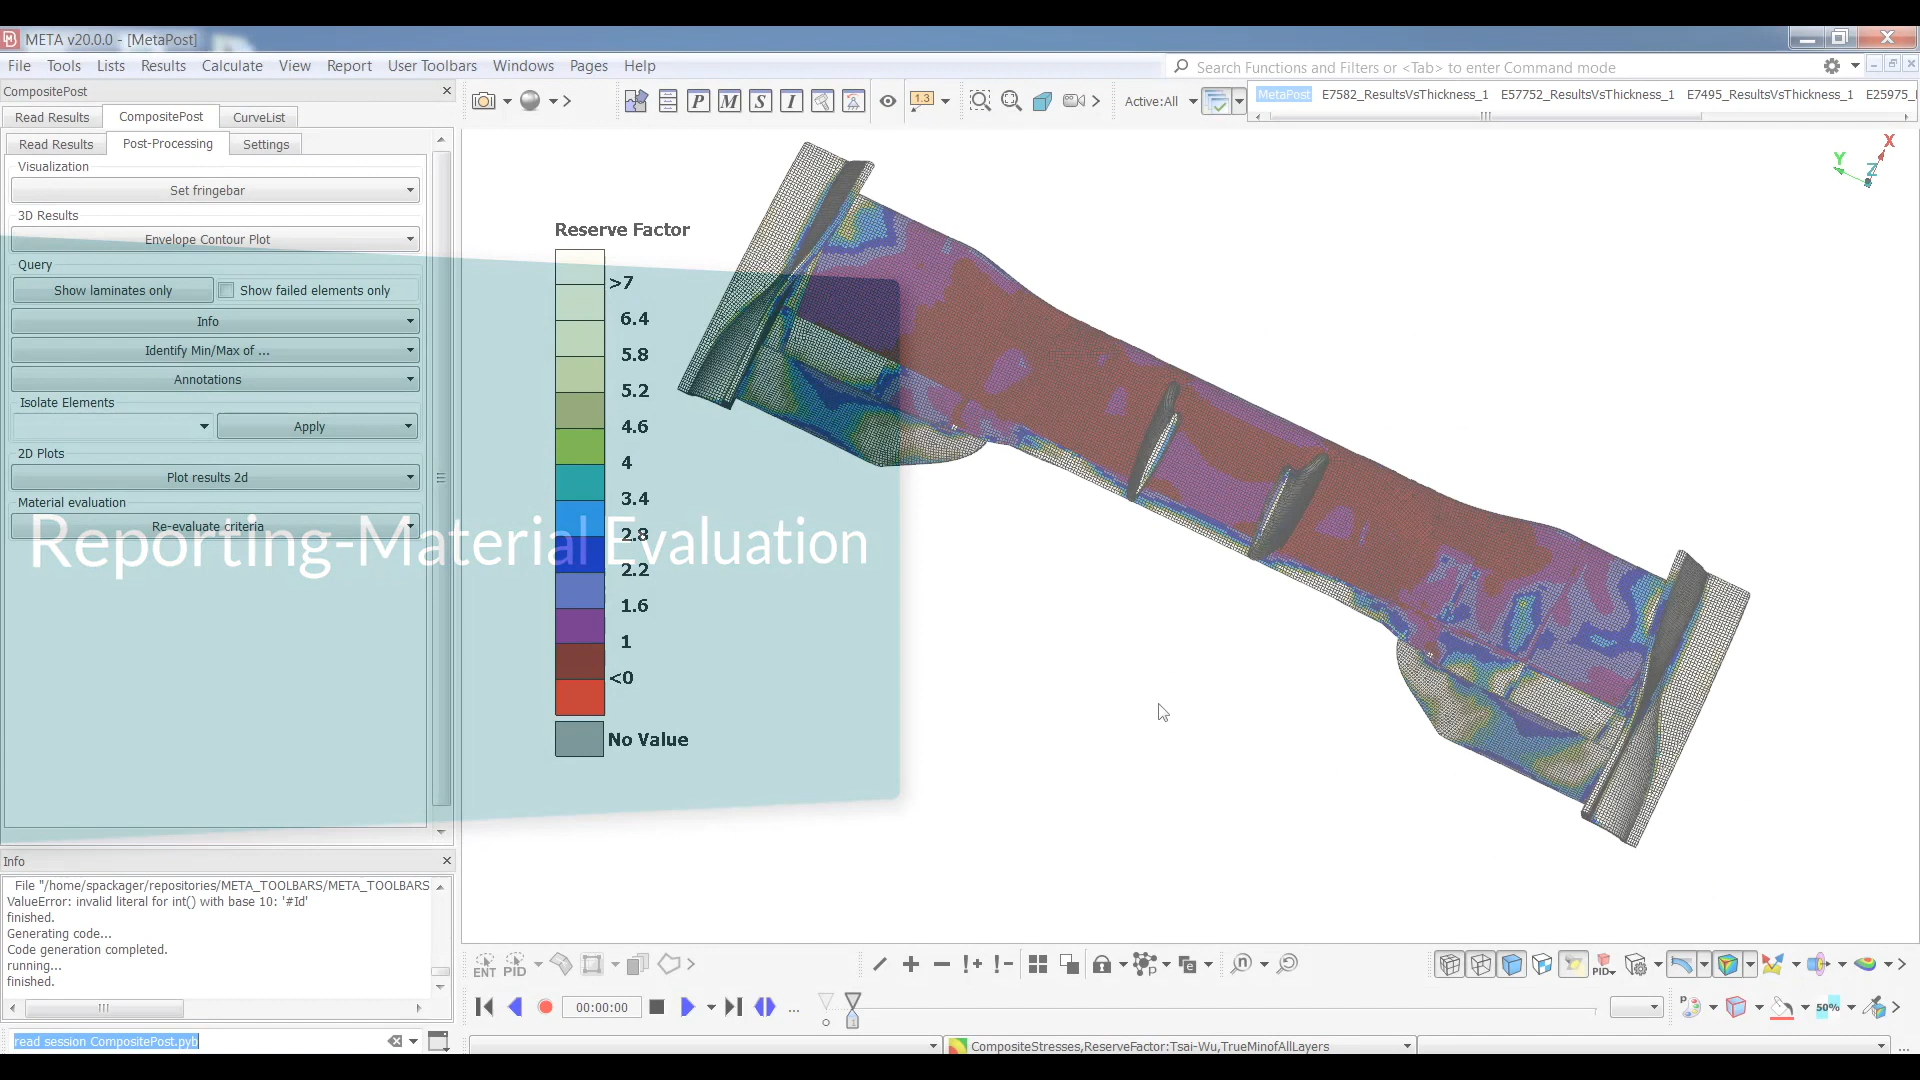 META v20.0.0 - [MetaPost]
File Tools Lists Results Calculate View Report User Toolbars Windows Pages Help
Search Functions and Filters or <Tab> to enter Command mode
CompositePost
Read Results CompositePost CurveList
Active:All
MetaPost E7582_ResultsVsThickness_1 E57752_ResultsVsThickness_1 E7495_ResultsVsThickness_1 E25975_
Read Results Post-Processing Settings
Visualization
Set fringebar
3D Results
Envelope Contour Plot
Query
Show laminates only Show failed elements only
Info
Identify Min/Max of ...
Annotations
Isolate Elements
Apply
2D Plots
Plot results 2d
Material evaluation
Re-evaluate criteria
Reporting-Material Evaluation
Reserve Factor
>7
6.4
5.8
5.2
4.6
4
3.4
2.8
2.2
1.6
1
<0
No Value
X
Y
Z
Info
File "/home/spackager/repositories/META_TOOLBARS/META_TOOLBARS
ValueError: invalid literal for int() with base 10: '#Id'
finished.
Generating code...
Code generation completed.
running...
finished.
read session CompositePost.pyb
ENT PID
PID
00:00:00
1
50%
CompositeStresses,ReserveFactor:Tsai-Wu,TrueMinofAllLayers